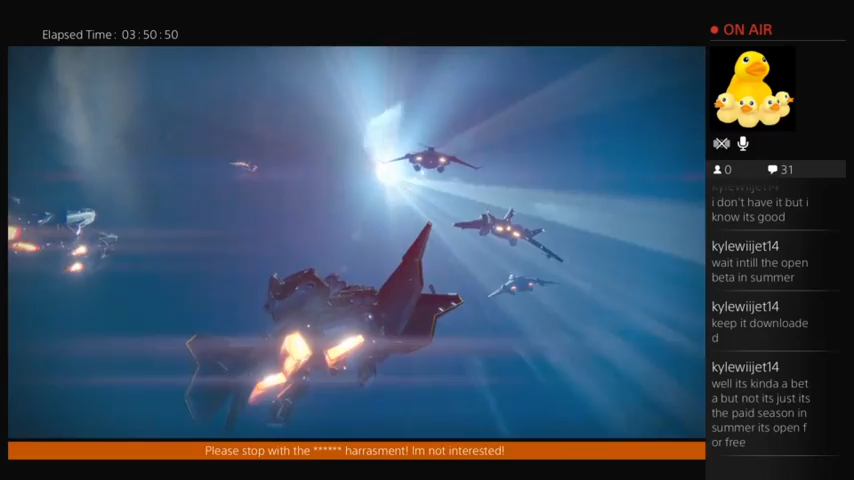 Elapsed Time: 03:50:50
ON AIR
0
31
kylewiijet14
i don't have it but i
know its good
kylewiijet14
wait intill the open
beta in summer
kylewiijet14
keep it downloade
d
kylewiijet14
well its kinda a bet
a but not its just its
the paid season in
summer its open f
or free
Please stop with the ****** harrasment! Im not interested!